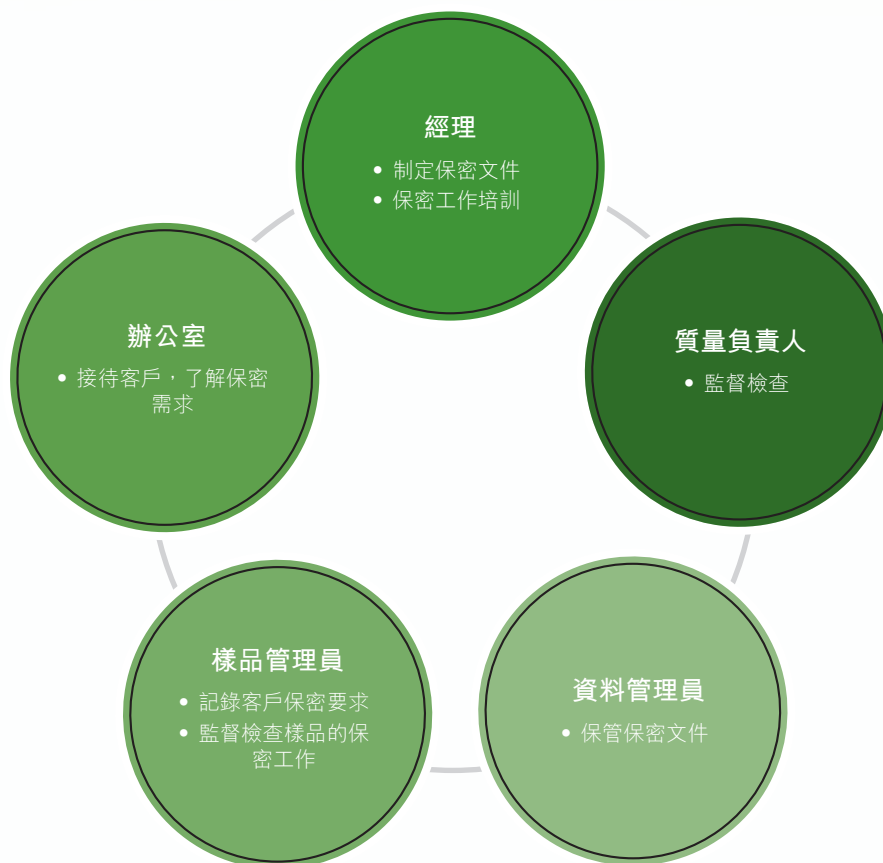 經理
• 制定保密文件
• 保密工作培訓
質量負責人
• 監督檢查
資料管理員
• 保管保密文件
樣品管理員
• 記錄客戶保密要求
• 監督檢查樣品的保
密工作
辦公室
• 接待客戶，了解保密
需求